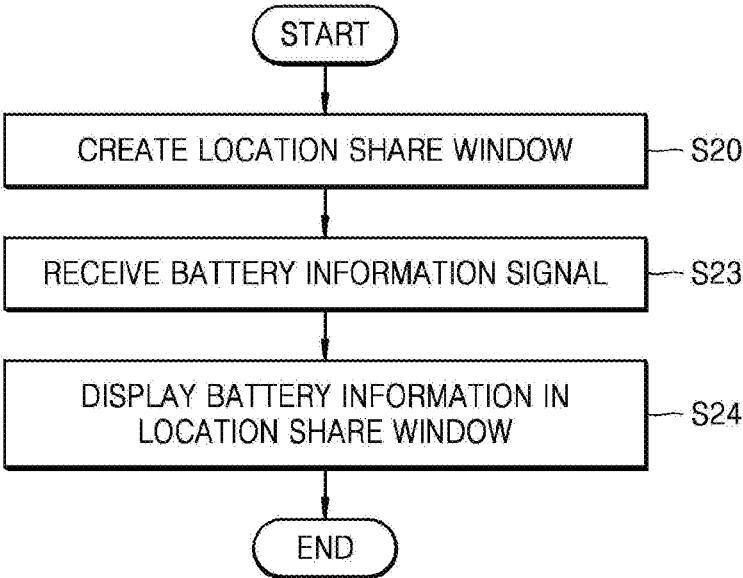 START
CREATE LOCATION SHARE WINDOW
S20
RECEIVE BATTERY INFORMATION SIGNAL
S23
DISPLAY BATTERY INFORMATION IN
LOCATION SHARE WINDOW
S24
END